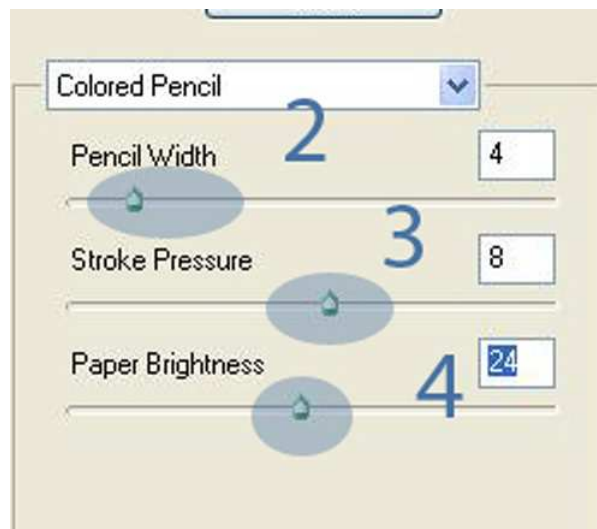 Colored Pencil
2
Pencil Width 4
3
Stroke Pressure 8
Paper Brightness 24
4